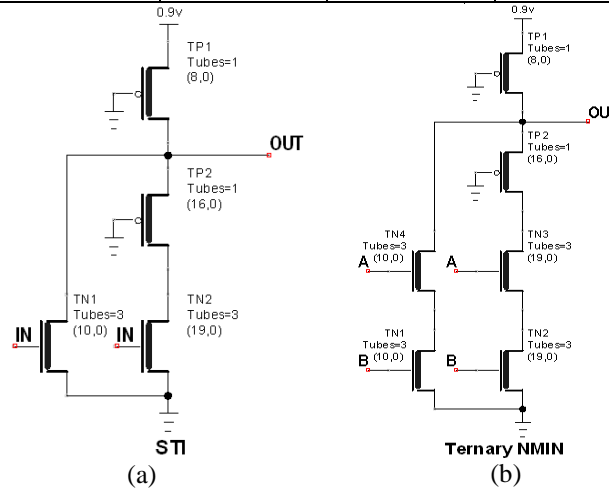 0.9v
TP1
Tubes=1
(8,0)
OUT
TP2
Tubes=1
(16,0)
TN1
Tubes=3
(10,0)
IN
TN2
Tubes=3
(19,0)
IN
STI
(a)
0.9v
TP1
Tubes=1
(8,0)
OU
TP2
Tubes=1
(16,0)
TN4
Tubes=3
(10,0)
A
TN3
Tubes=3
(19,0)
A
TN1
Tubes=3
(10,0)
B
TN2
Tubes=3
(19,0)
B
Ternary NMIN
(b)